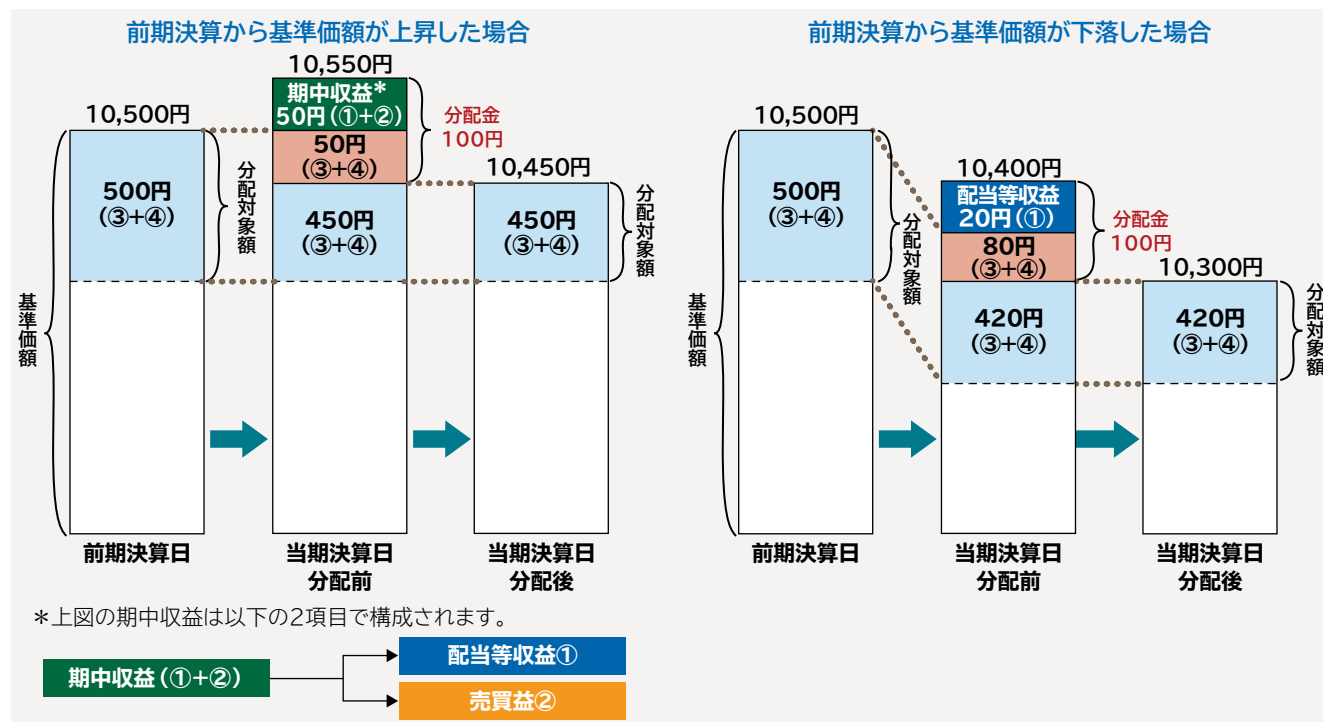 前期決算から基準価額が上昇した場合
10,500円
500円
(③+④)
分配対象額
基準価額
前期決算日
10,550円
期中収益*
50円(①+②)
50円
(③+④)
分配金
100円
450円
(③+④)
当期決算日
分配前
10,450円
450円
(③+④)
分配対象額
当期決算日
分配後
*上図の期中収益は以下の2項目で構成されます。
期中収益(①+②)
配当等収益①
売買益②
前期決算から基準価額が下落した場合
10,500円
500円
(③+④)
分配対象額
基準価額
前期決算日
10,400円
配当等収益
20円(①)
80円
(③+④)
分配金
100円
420円
(③+④)
当期決算日
分配前
10,300円
420円
(③+④)
分配対象額
当期決算日
分配後